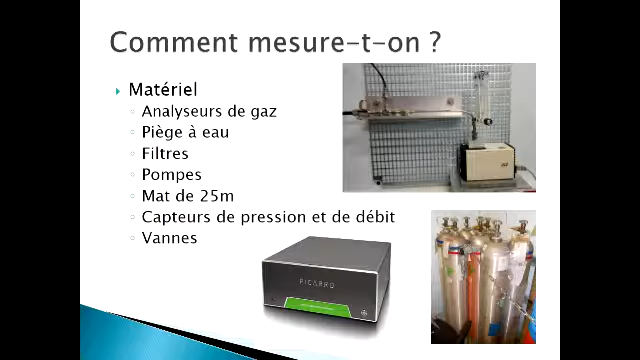 Comment mesure-t-on ?
Matériel
Analyseurs de gaz
Piège à eau
Filtres
Pompes
Mat de 25m
Capteurs de pression et de débit
Vannes
PICARRO